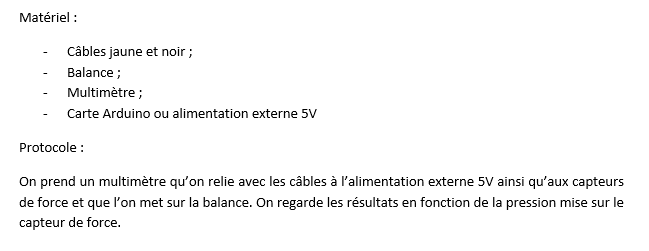 Matériel :
- Câbles jaune et noir ;
- Balance ;
- Multimètre ;
- Carte Arduino ou alimentation externe 5V
Protocole :
On prend un multimètre qu'on relie avec les câbles à l'alimentation externe 5V ainsi qu'aux capteurs
de force et que l'on met sur la balance. On regarde les résultats en fonction de la pression mise sur le
capteur de force.